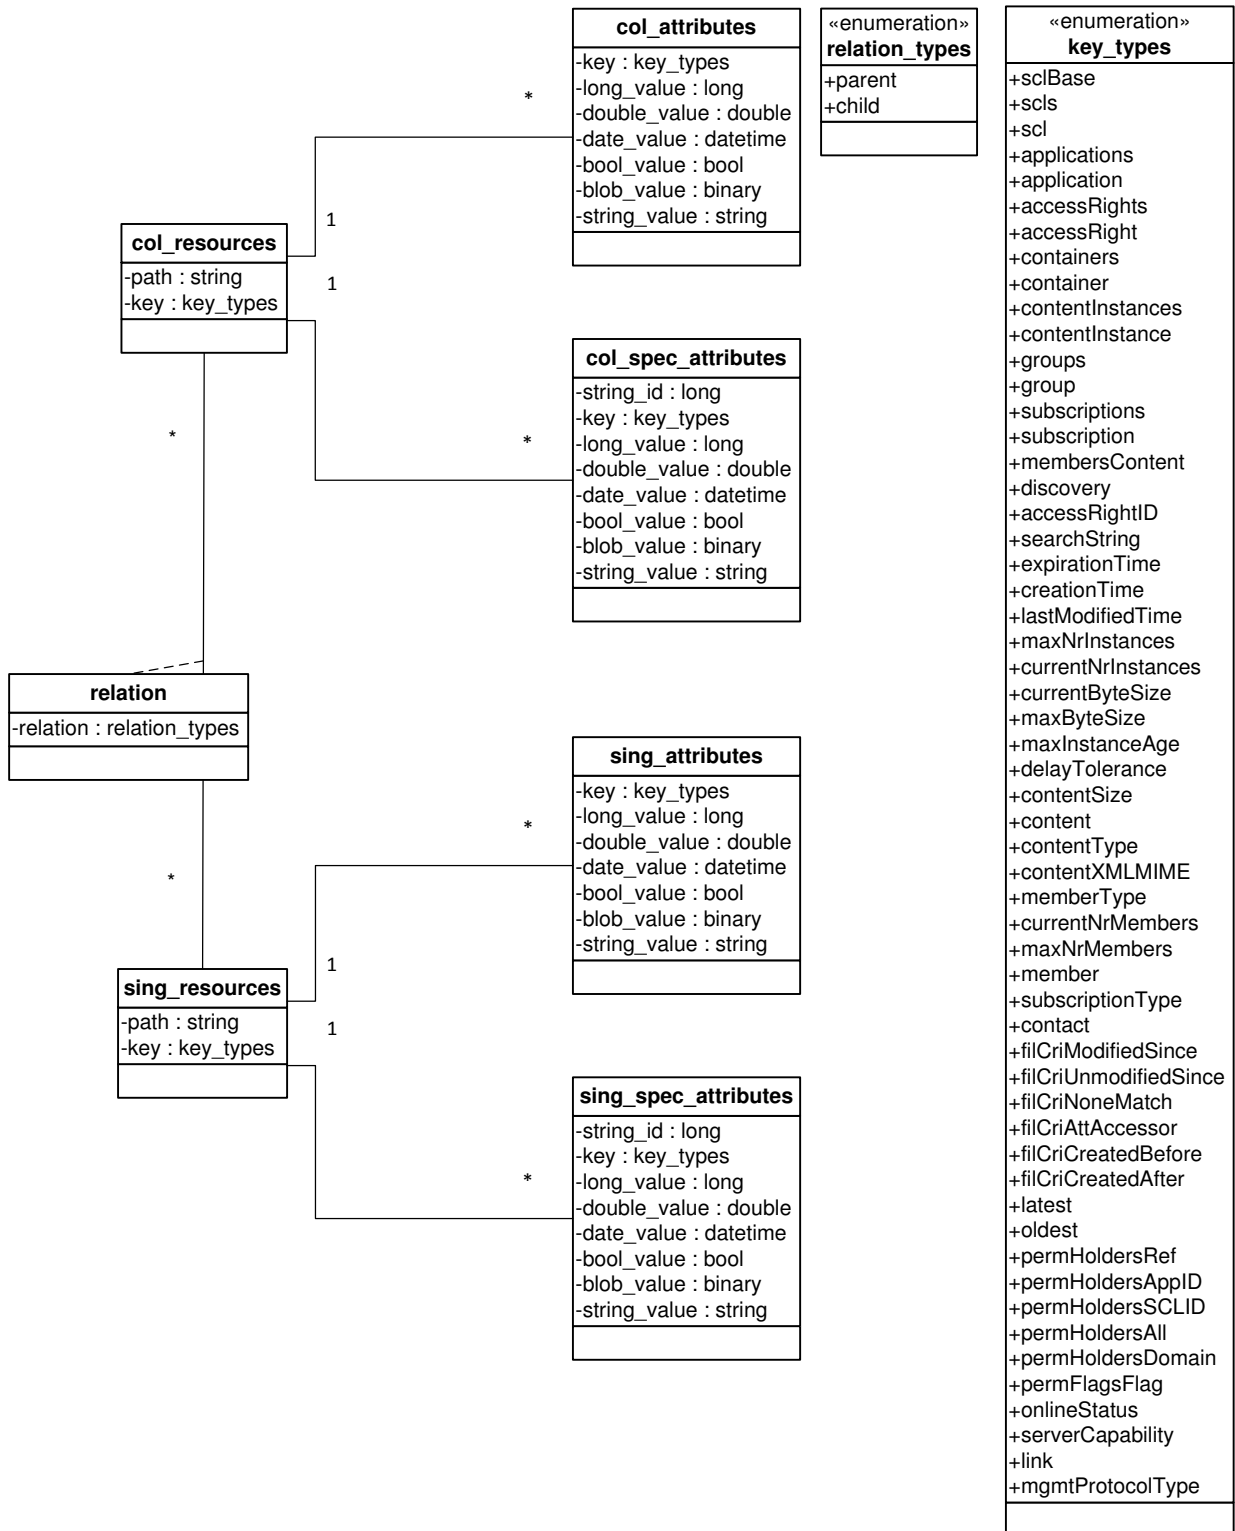 col_attributes
-key : key_types
-long_value : long
-double_value : double
-date_value : datetime
-bool_value : bool
-blob_value : binary
-string_value : string
«enumeration»
relation_types
+parent
+child
«enumeration»
key_types
+sclBase
+scls
+scl
+applications
+application
+accessRights
+accessRight
+containers
+container
+contentInstances
+contentInstance
+groups
+group
+subscriptions
+subscription
+membersContent
+discovery
+accessRightID
+searchString
+expirationTime
+creationTime
+lastModifiedTime
+maxNrInstances
+currentNrInstances
+currentByteSize
+maxByteSize
+maxInstanceAge
+delayTolerance
+contentSize
+content
+contentType
+contentXMLMIME
+memberType
+currentNrMembers
+maxNrMembers
+member
+subscriptionType
+contact
+filCriModifiedSince
+filCriUnmodifiedSince
+filCriNoneMatch
+filCriAttAccessor
+filCriCreatedBefore
+filCriCreatedAfter
+latest
+oldest
+permHoldersRef
+permHoldersAppID
+permHoldersSCLID
+permHoldersAll
+permHoldersDomain
+permFlagsFlag
+onlineStatus
+serverCapability
+link
+mgmtProtocolType
*
1
col_resources
-path : string
-key : key_types
1
*
col_spec_attributes
-string_id : long
-key : key_types
-long_value : long
-double_value : double
-date_value : datetime
-bool_value : bool
-blob_value : binary
-string_value : string
*
relation
-relation : relation_types
*
sing_attributes
-key : key_types
-long_value : long
-double_value : double
-date_value : datetime
-bool_value : bool
-blob_value : binary
-string_value : string
*
1
sing_resources
-path : string
-key : key_types
1
*
sing_spec_attributes
-string_id : long
-key : key_types
-long_value : long
-double_value : double
-date_value : datetime
-bool_value : bool
-blob_value : binary
-string_value : string